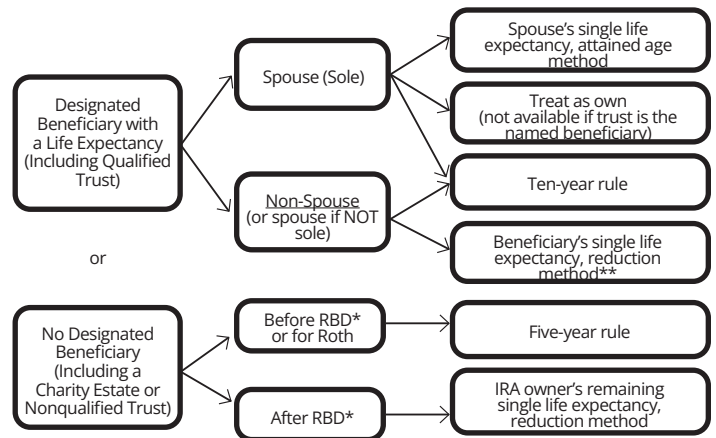 Designated
Beneficiary with
a Life Expectancy
(Including Qualified
Trust)
Spouse (Sole)
Spouse's single life
expectancy, attained age
method
Treat as own
(not available if trust is the
named beneficiary)
Ten-year rule
Non-Spouse
(or spouse if NOT
sole)
Beneficiary's single life
expectancy, reduction
method**
or
No Designated
Beneficiary
(Including a
Charity Estate or
Nonqualified Trust)
Before RBD*
or for Roth
Five-year rule
After RBD*
IRA owner's remaining
single life expectancy,
reduction method